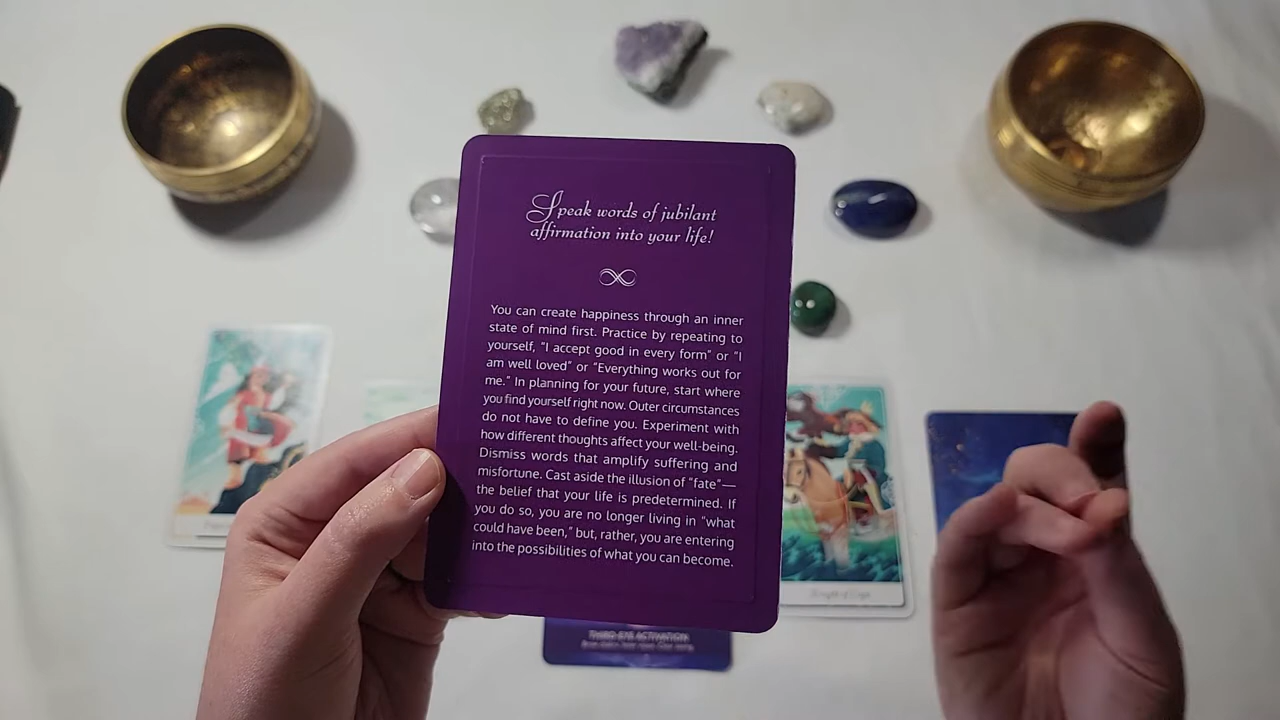 Speak words of jubilant
affirmation into your life!
You can create happiness through an inner
state of mind first. Practice by repeating to
yourself, "I accept good in every form" or "I
am well loved" or "Everything works out for
me." In planning for your future, start where
you find yourself right now. Outer circumstances
do not have to define you. Experiment with
how different thoughts affect your well-being.
Dismiss words that amplify suffering and
misfortune. Cast aside the illusion of "fate"—
the belief that your life is predetermined. If
you do so, you are no longer living in "what
could have been," but, rather, you are entering
into the possibilities of what you can become.
THIRD-EYE ACTIVATION